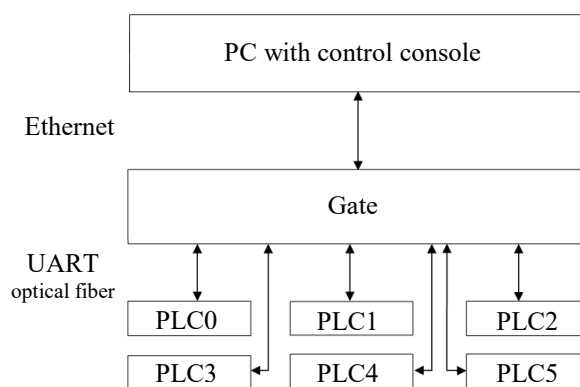 PC with control console
Ethernet
Gate
UART
optical fiber
PLC0 PLC1 PLC2
PLC3 PLC4 PLC5